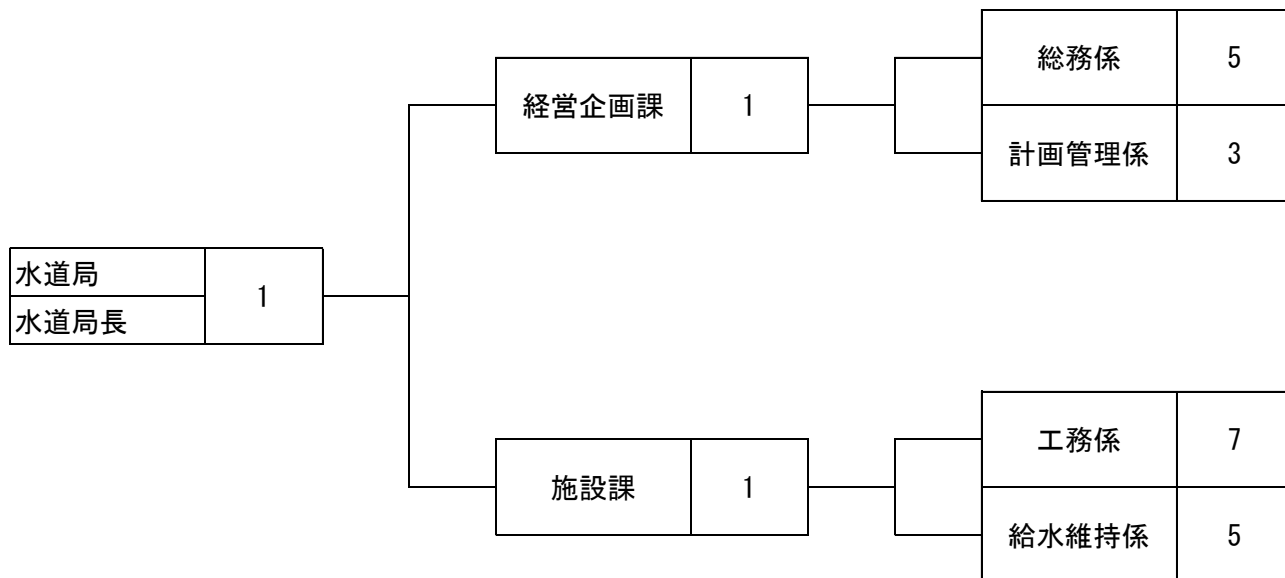 総務係 5
経営企画課 1
計画管理係 3
水道局
1
水道局長
工務係 7
施設課 1
給水維持係 5